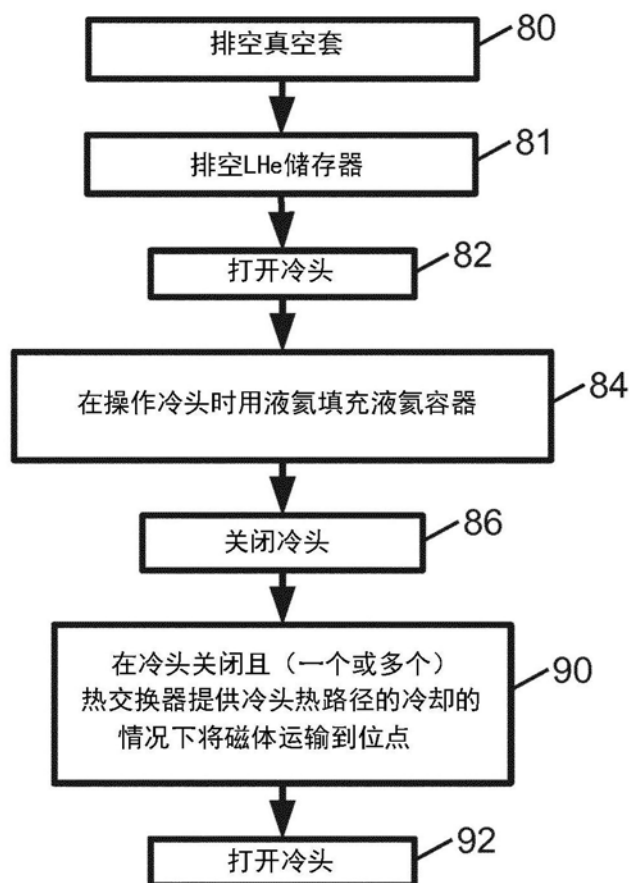 排空真空套
80
排空LHe储存器
81
打开冷头
82
在操作冷头时用液氦填充液氦容器
84
关闭冷头
86
在冷头关闭且（一个或多个）
热交换器提供冷头热路径的冷却的
情况下将磁体运输到位点
90
打开冷头
92